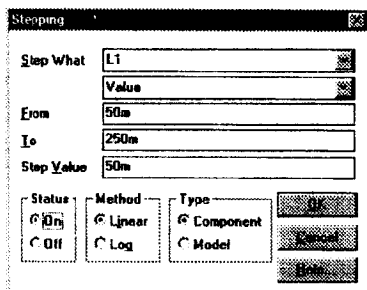 Stepping
Step What L1
Value
From 50m
To 250m
Step Value 50m
Status Method Type
On Linear Component OK
Off Log Model Cancel
Help...